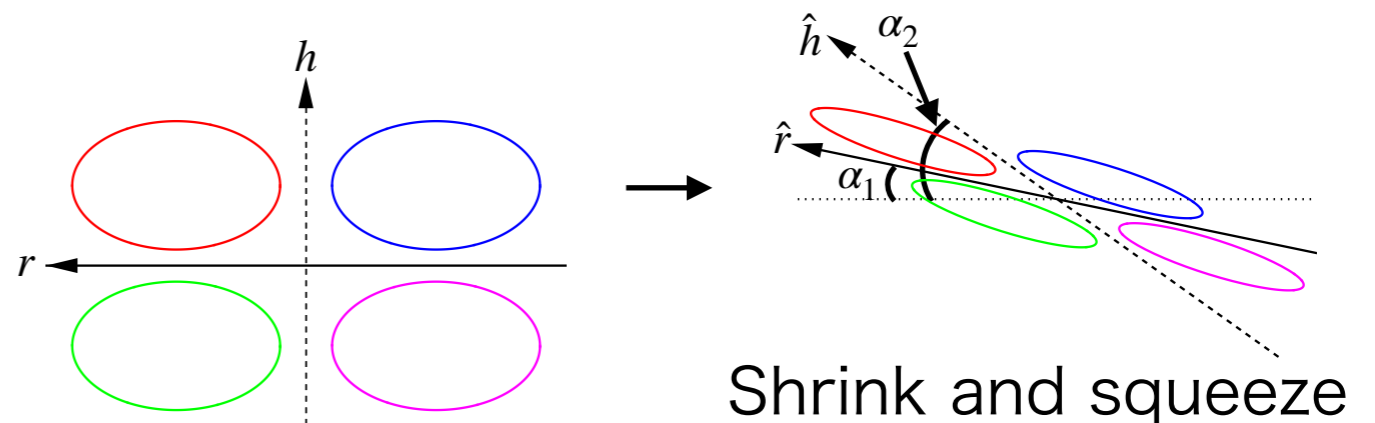 h
r
ĥ
α₂
r̂
α₁
Shrink and squeeze